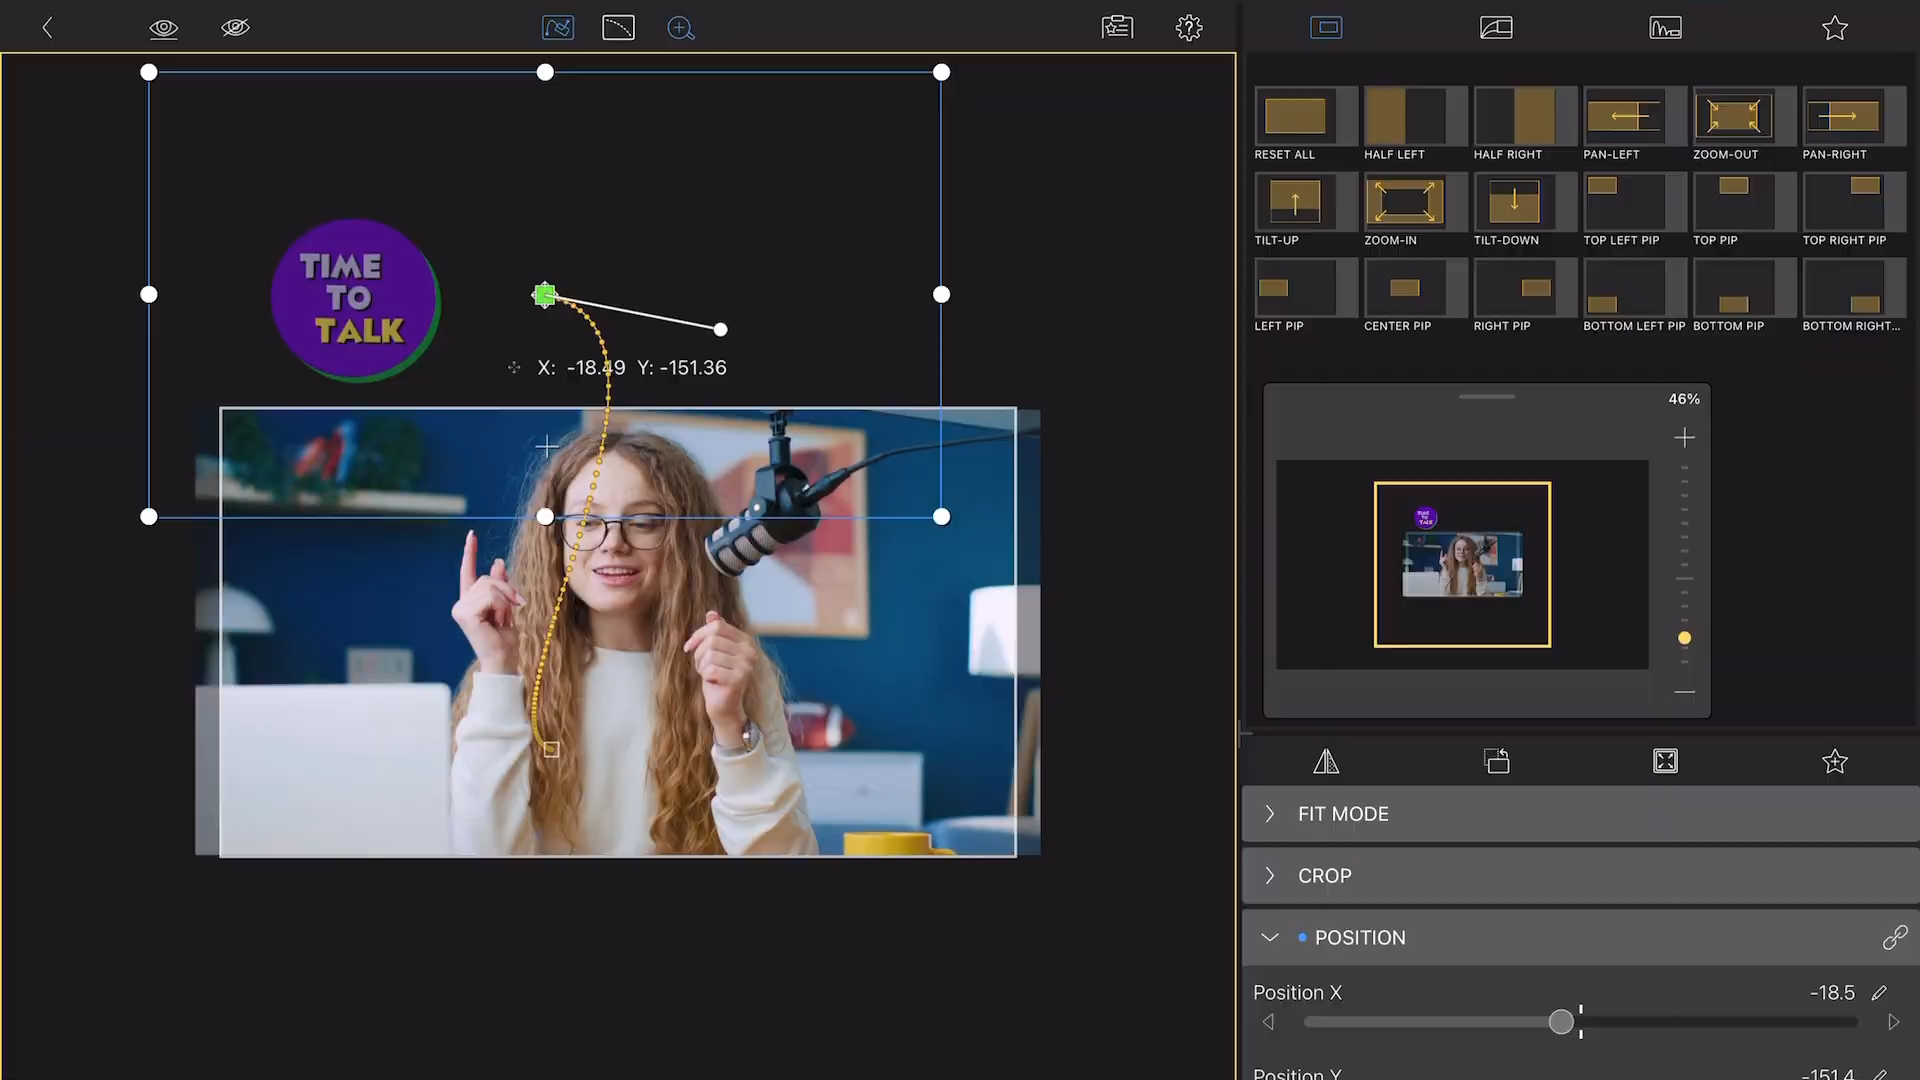 RESET ALL
HALF LEFT
HALF RIGHT
PAN-LEFT
ZOOM-OUT
PAN-RIGHT
TILT-UP
ZOOM-IN
TILT-DOWN
TOP LEFT PIP
TOP PIP
TOP RIGHT PIP
LEFT PIP
CENTER PIP
RIGHT PIP
BOTTOM LEFT PIP
BOTTOM PIP
BOTTOM RIGHT...
TIME
TO
TALK
X: -18.49 Y: -151.36
46%
TIME
TO
TALK
FIT MODE
CROP
POSITION
Position X
-18.5
Position Y
-151.4